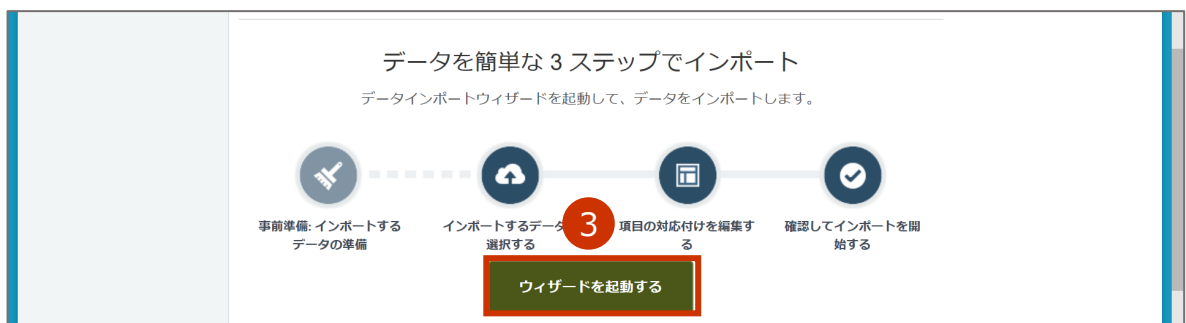 データを簡単な 3 ステップでインポート
データインポートウィザードを起動して、データをインポートします。
事前準備: インポートする
データの準備
インポートするデータ
選択する
3
項目の対応付けを編集す
る
確認してインポートを開
始する
ウィザードを起動する